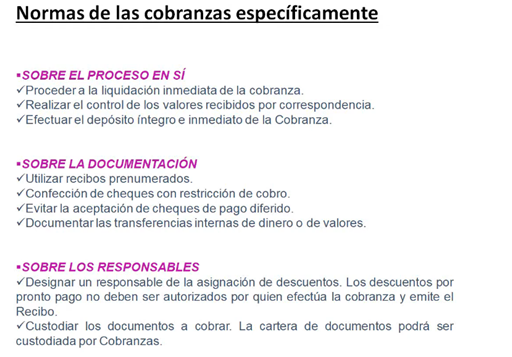 Normas de las cobranzas específicamente
▪SOBRE EL PROCESO EN SÍ
✓Proceder a la liquidación inmediata de la cobranza.
✓Realizar el control de los valores recibidos por correspondencia.
✓Efectuar el depósito íntegro e inmediato de la Cobranza.
▪SOBRE LA DOCUMENTACIÓN
✓Utilizar recibos prenumerados.
✓Confección de cheques con restricción de cobro.
✓Evitar la aceptación de cheques de pago diferido.
✓Documentar las transferencias internas de dinero o de valores.
▪SOBRE LOS RESPONSABLES
✓Designar un responsable de la asignación de descuentos. Los descuentos por
pronto pago no deben ser autorizados por quien efectúa la cobranza y emite el
Recibo.
✓Custodiar los documentos a cobrar. La cartera de documentos podrá ser
custodiada por Cobranzas.